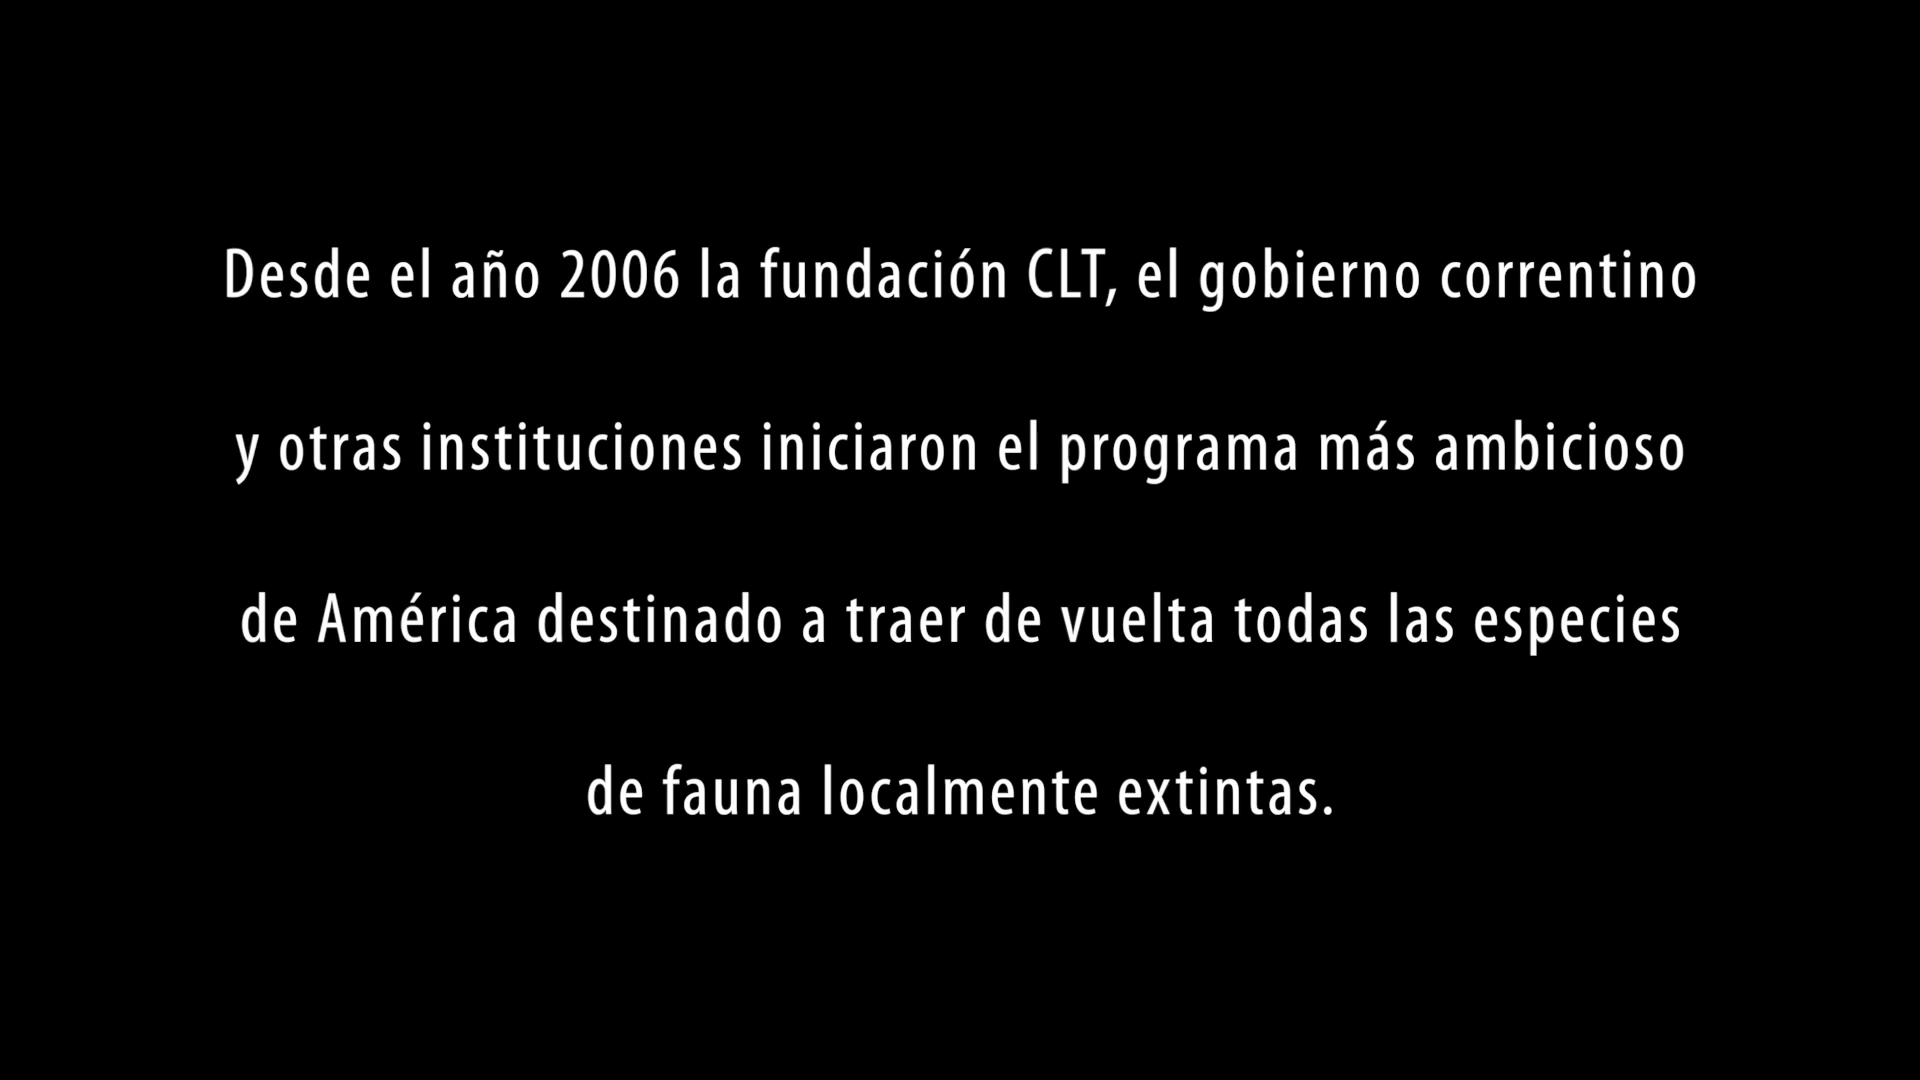 Desde el año 2006 la fundación CLT, el gobierno correntino
y otras instituciones iniciaron el programa más ambicioso
de América destinado a traer de vuelta todas las especies
de fauna localmente extintas.